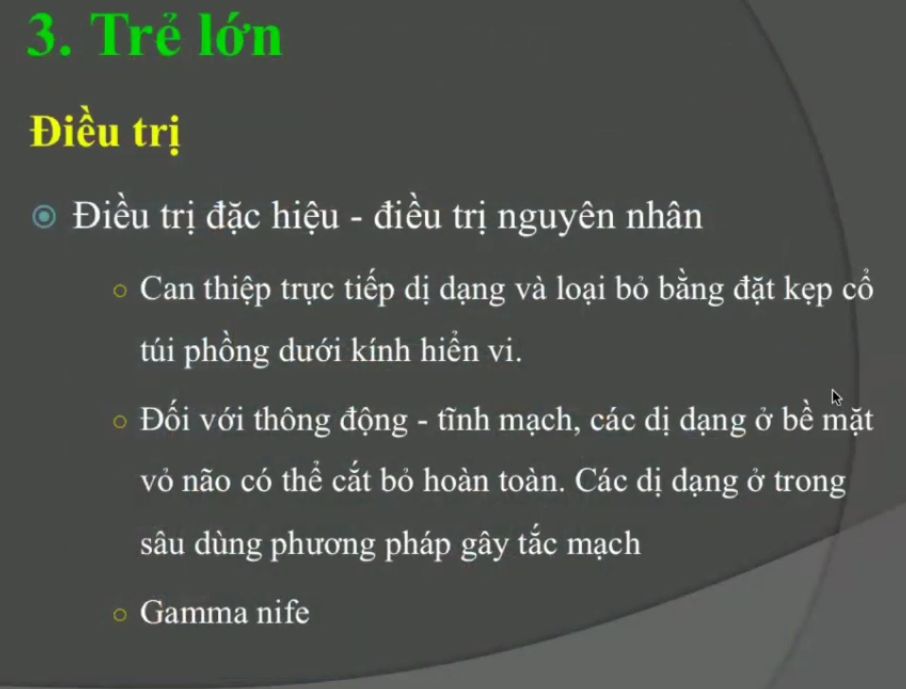 3. Trẻ lớn
Điều trị
Điều trị đặc hiệu - điều trị nguyên nhân
Can thiệp trực tiếp dị dạng và loại bỏ bằng đặt kẹp cổ
túi phồng dưới kính hiển vi.
Đối với thông động - tĩnh mạch, các dị dạng ở bề mặt
vỏ não có thể cắt bỏ hoàn toàn. Các dị dạng ở trong
sâu dùng phương pháp gây tắc mạch
Gamma nife